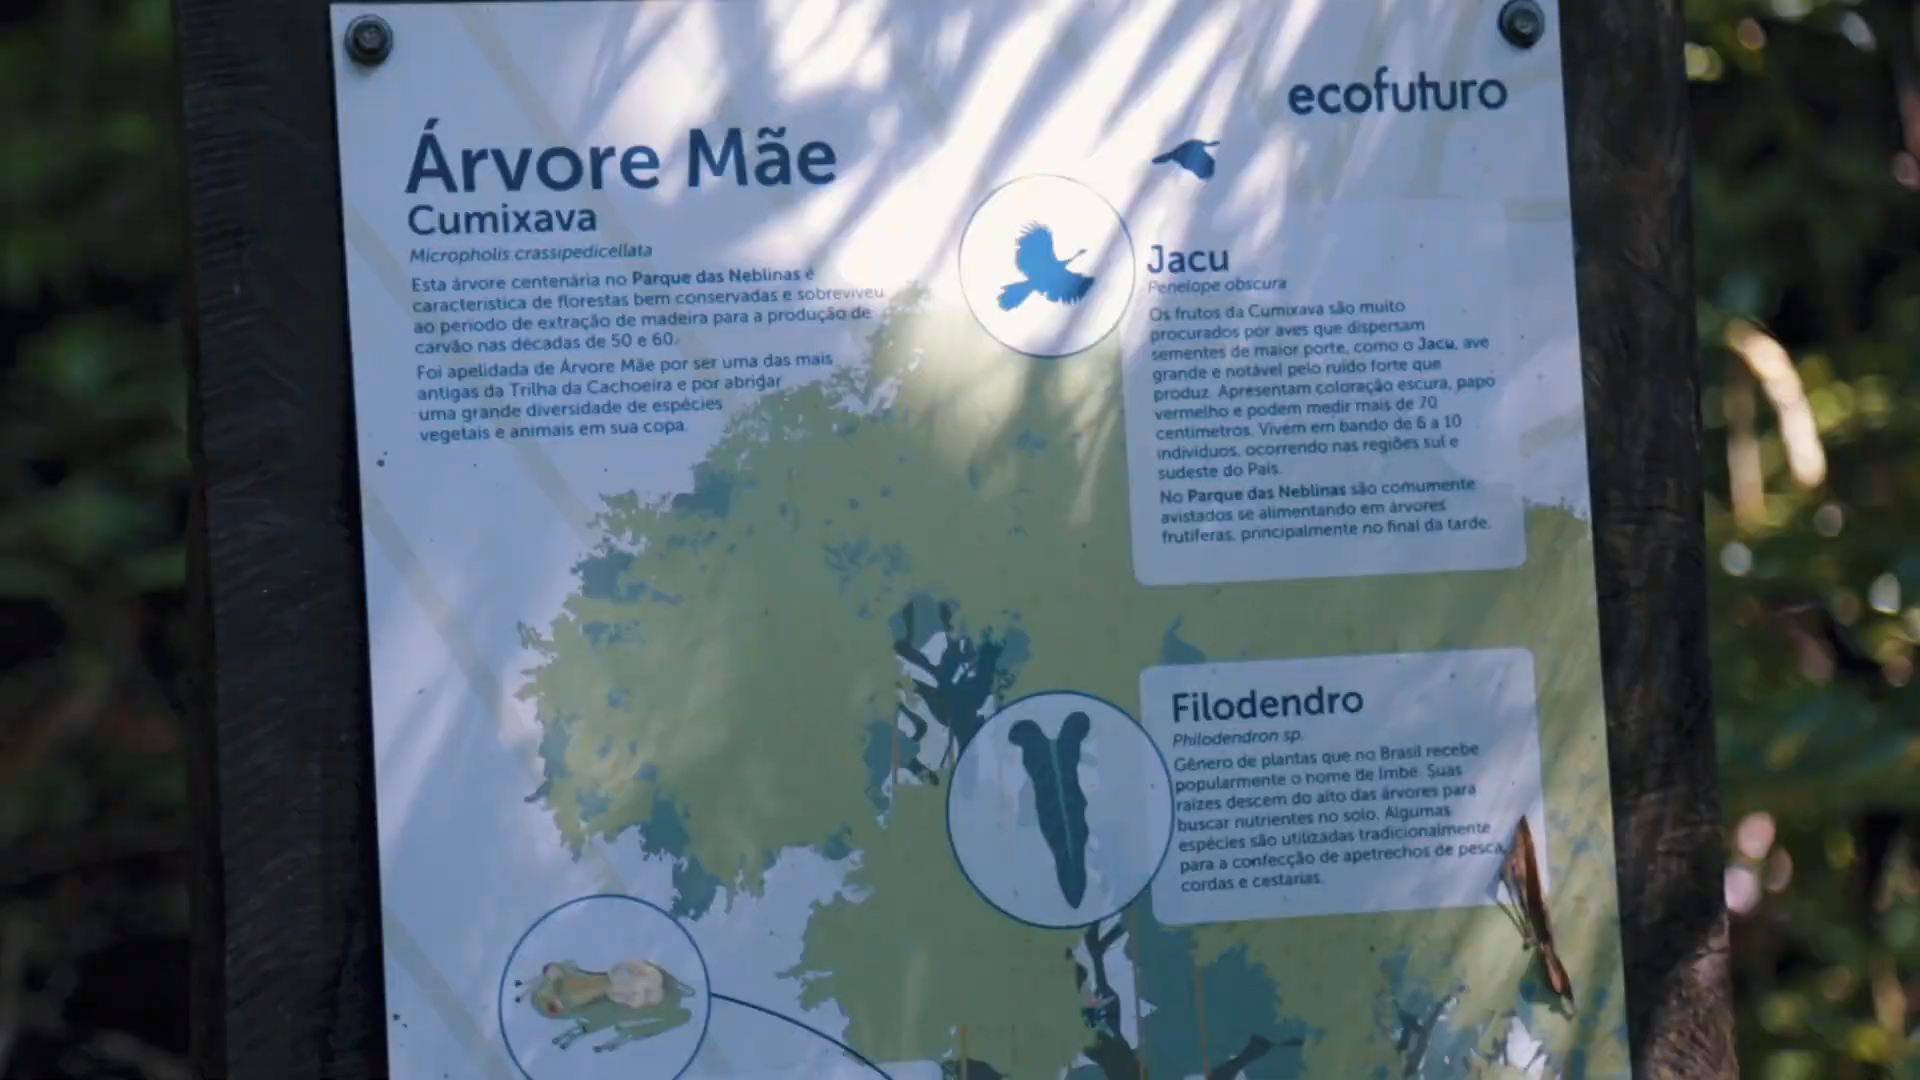 ecofuturo
Árvore Mãe
Cumixava
Micropholis crassipedicellata
Esta árvore centenária no Parque das Neblinas é
característica de florestas bem conservadas e sobreviveu
ao período de extração de madeira para a produção de
carvão nas décadas de 50 e 60.
Foi apelidada de Árvore Mãe por ser uma das mais
antigas da Trilha da Cachoeira e por abrigar
uma grande diversidade de espécies
vegetais e animais em sua copa.
Jacu
Penelope obscura
Os frutos da Cumixava são muito
procurados por aves que dispersam
sementes de maior porte, como o Jacu, ave
grande e notável pelo ruído forte que
produz. Apresentam coloração escura, papo
vermelho e podem medir mais de 70
centímetros. Vivem em bando de 6 a 10
indivíduos, ocorrendo nas regiões sul e
sudeste do País.
No Parque das Neblinas são comumente
avistados se alimentando em árvores
frutíferas, principalmente no final da tarde.
Filodendro
Philodendron sp.
Gênero de plantas que no Brasil recebe
popularmente o nome de Imbé. Suas
raízes descem do alto das árvores para
buscar nutrientes no solo. Algumas
espécies são utilizadas tradicionalmente
para a confecção de apetrechos de pesca,
cordas e cestarias.